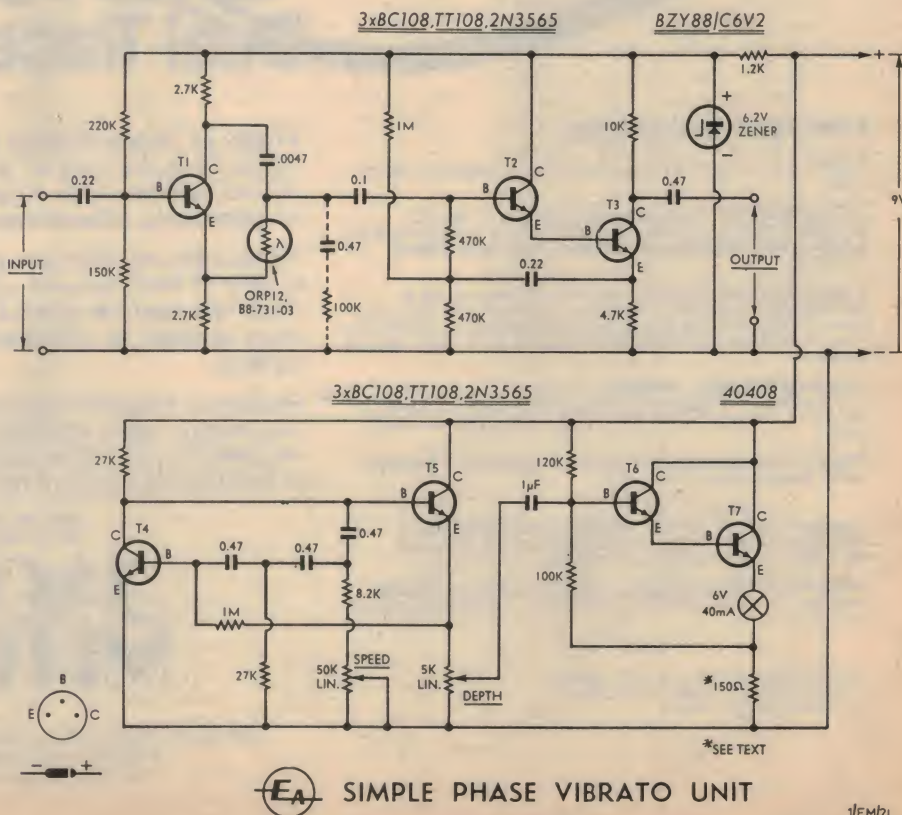 3xBC108,TT108,2N3565
BZY88/C6V2
+
1.2K
2.7K
220K
1M
10K
+
6.2V
ZENER
−
.0047
T1
C
B
E
0.22
0.1
T2
C
B
E
T3
C
B
E
0.47
9V
INPUT
λ
0.47
470K
0.22
OUTPUT
150K
2.7K
ORP12,
B8-731-03
100K
470K
4.7K
−
3xBC108,TT108,2N3565
40408
27K
T5
C
B
E
120K
1µF
T6
C
B
E
T7
C
B
E
C
T4
B
E
0.47
0.47
0.47
8.2K
100K
6V
40mA
1M
SPEED
27K
50K
LIN.
5K
LIN.
DEPTH
*150Ω
*SEE TEXT
B
E
C
− +
EA SIMPLE PHASE VIBRATO UNIT
1/EM/21